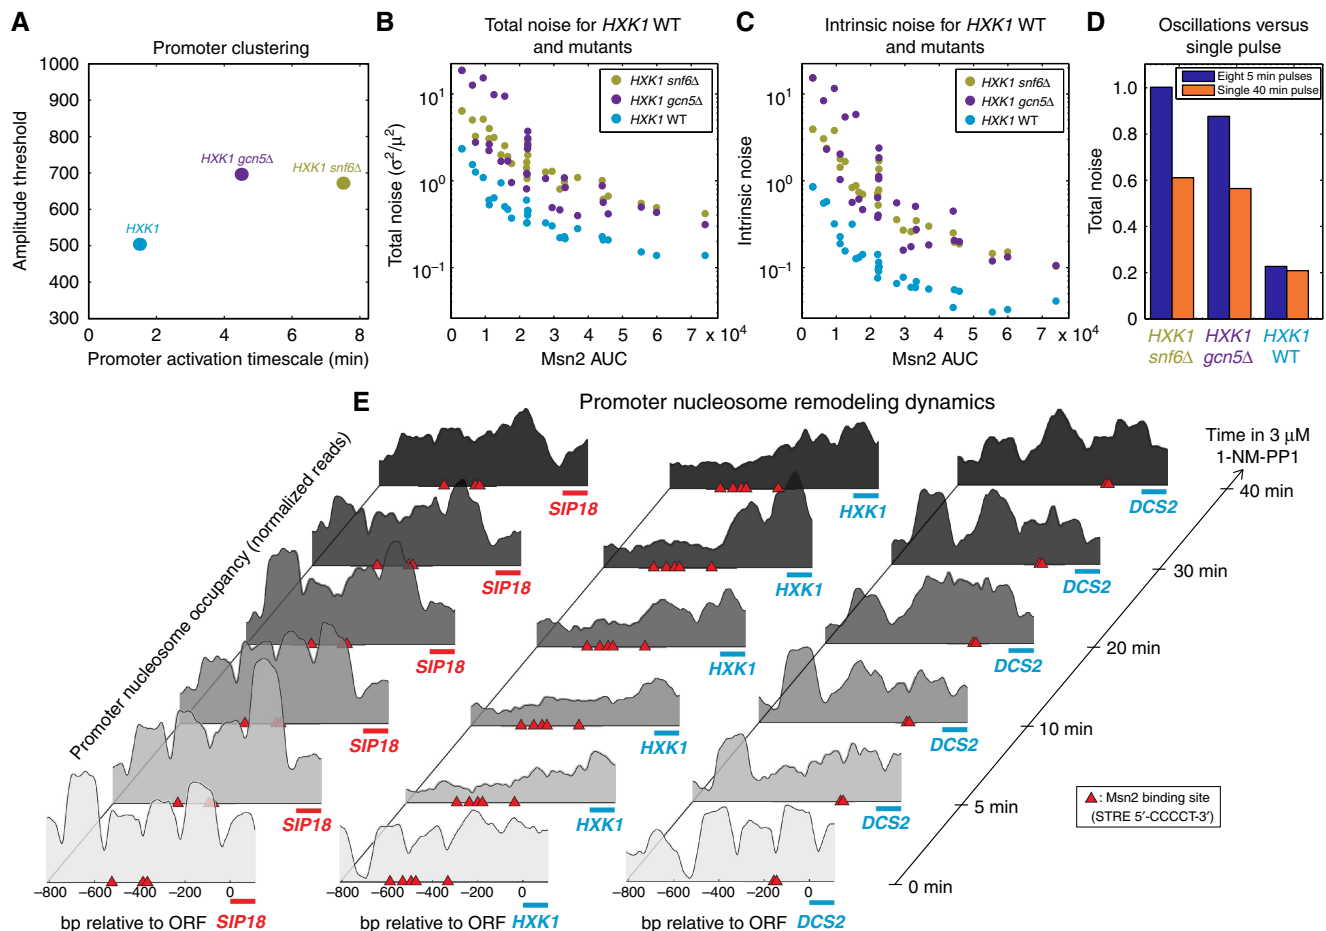 A
Promoter clustering
1000
900
800
700
600
500
400
300
Amplitude threshold
HXK1 gcn5Δ
HXK1 snf6Δ
HXK1
0
2
4
6
8
Promoter activation timescale (min)
B
Total noise for HXK1 WT
and mutants
HXK1 snf6Δ
HXK1 gcn5Δ
HXK1 WT
10¹
10⁰
10⁻¹
Total noise (σ²/μ²)
0 1 2 3 4 5 6 7 x 10⁴
Msn2 AUC
C
Intrinsic noise for HXK1 WT
and mutants
HXK1 snf6Δ
HXK1 gcn5Δ
HXK1 WT
10¹
10⁰
10⁻¹
Intrinsic noise
0 1 2 3 4 5 6 7 x 10⁴
Msn2 AUC
D
Oscillations versus
single pulse
Eight 5 min pulses
Single 40 min pulse
1.0
0.8
0.6
0.4
0.2
0
Total noise
HXK1
snf6Δ
HXK1
gcn5Δ
HXK1
WT
E
Promoter nucleosome remodeling dynamics
Promoter nucleosome occupancy (normalized reads)
Time in 3 μM
1-NM-PP1
40 min
30 min
20 min
10 min
5 min
0 min
SIP18
HXK1
DCS2
SIP18
HXK1
DCS2
SIP18
HXK1
DCS2
SIP18
HXK1
DCS2
SIP18
HXK1
DCS2
: Msn2 binding site
(STRE 5′-CCCCT-3′)
−800 −600 −400 −200 0
−800 −600 −400 −200 0
−800 −600 −400 −200 0
bp relative to ORF SIP18
bp relative to ORF HXK1
bp relative to ORF DCS2